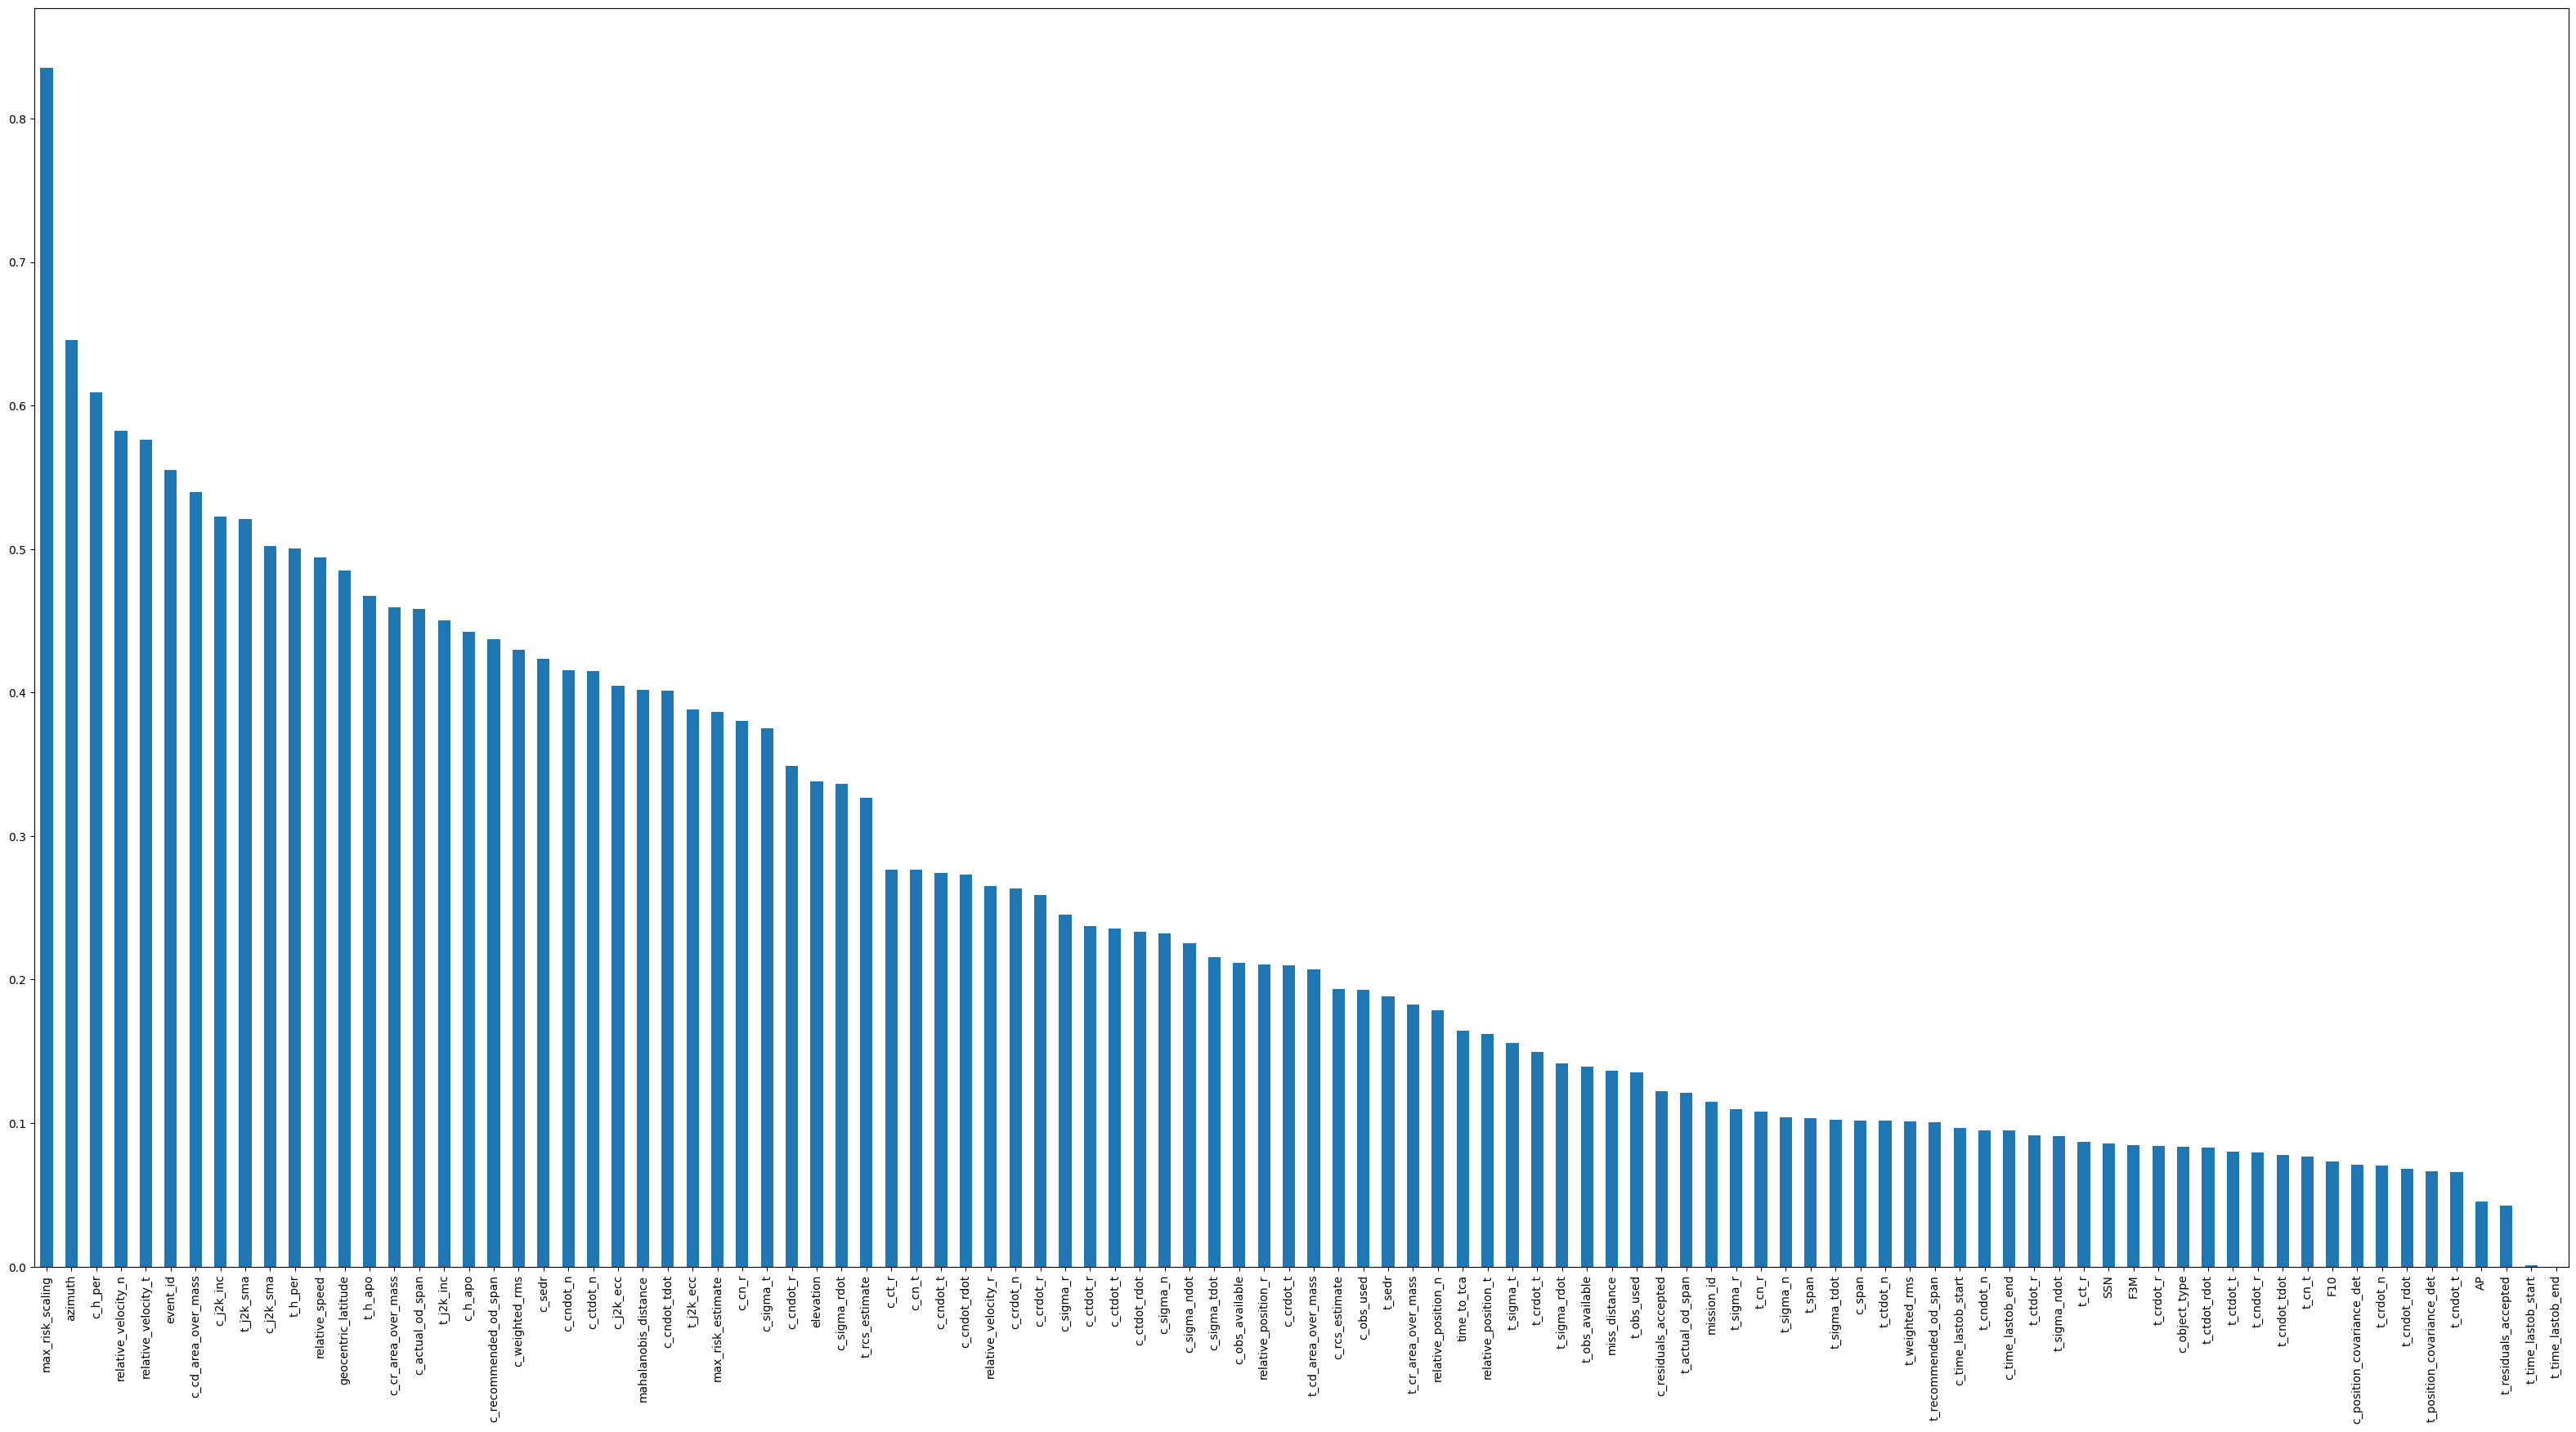 0.8
0.7
0.6
0.5
0.4
0.3
0.2
0.1
0.0
max_risk_scaling
azimuth
c_h_per
relative_velocity_n
relative_velocity_t
event_id
c_cd_area_over_mass
c_j2k_inc
t_j2k_sma
c_j2k_sma
t_h_per
relative_speed
geocentric_latitude
t_h_apo
c_cr_area_over_mass
c_actual_od_span
t_j2k_inc
c_h_apo
c_recommended_od_span
c_weighted_rms
c_sedr
c_cndot_n
c_ctdot_n
c_j2k_ecc
mahalanobis_distance
c_cndot_tdot
t_j2k_ecc
max_risk_estimate
c_cn_r
c_sigma_t
c_cndot_r
elevation
c_sigma_rdot
t_rcs_estimate
c_ct_r
c_cn_t
c_cndot_t
c_cndot_rdot
relative_velocity_r
c_crdot_n
c_crdot_r
c_sigma_r
c_ctdot_r
c_ctdot_t
c_ctdot_rdot
c_sigma_n
c_sigma_ndot
c_sigma_tdot
c_obs_available
relative_position_r
c_crdot_t
t_cd_area_over_mass
c_rcs_estimate
c_obs_used
t_sedr
t_cr_area_over_mass
relative_position_n
time_to_tca
relative_position_t
t_sigma_t
t_crdot_t
t_sigma_rdot
t_obs_available
miss_distance
t_obs_used
c_residuals_accepted
t_actual_od_span
mission_id
t_sigma_r
t_cn_r
t_sigma_n
t_span
t_sigma_tdot
c_span
t_ctdot_n
t_weighted_rms
t_recommended_od_span
c_time_lastob_start
t_cndot_n
c_time_lastob_end
t_ctdot_r
t_sigma_ndot
t_ct_r
SSN
F3M
t_crdot_r
c_object_type
t_ctdot_rdot
t_ctdot_t
t_cndot_r
t_cndot_tdot
t_cn_t
F10
c_position_covariance_det
t_crdot_n
t_cndot_rdot
t_position_covariance_det
t_cndot_t
AP
t_residuals_accepted
t_time_lastob_start
t_time_lastob_end